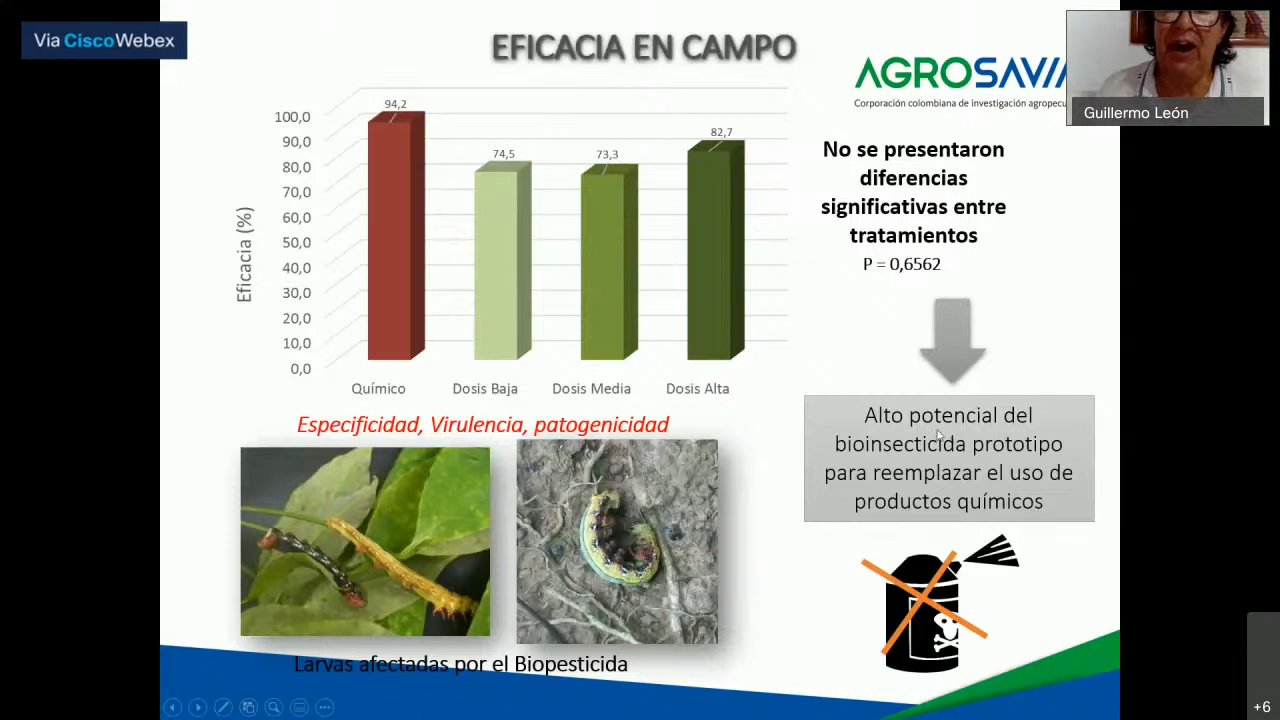 Vía CiscoWebex
EFICACIA EN CAMPO
AGROSAVIA
Corporación colombiana de investigación agropecu
Guillermo León
Eficacia (%)
100,0
90,0
80,0
70,0
60,0
50,0
40,0
30,0
20,0
10,0
0,0
94,2
74,5
73,3
82,7
Químico
Dosis Baja
Dosis Media
Dosis Alta
No se presentaron
diferencias
significativas entre
tratamientos
P = 0,6562
Alto potencial del
bioinsecticida prototipo
para reemplazar el uso de
productos químicos
Especificidad, Virulencia, patogenicidad
Larvas afectadas por el Biopesticida
+6